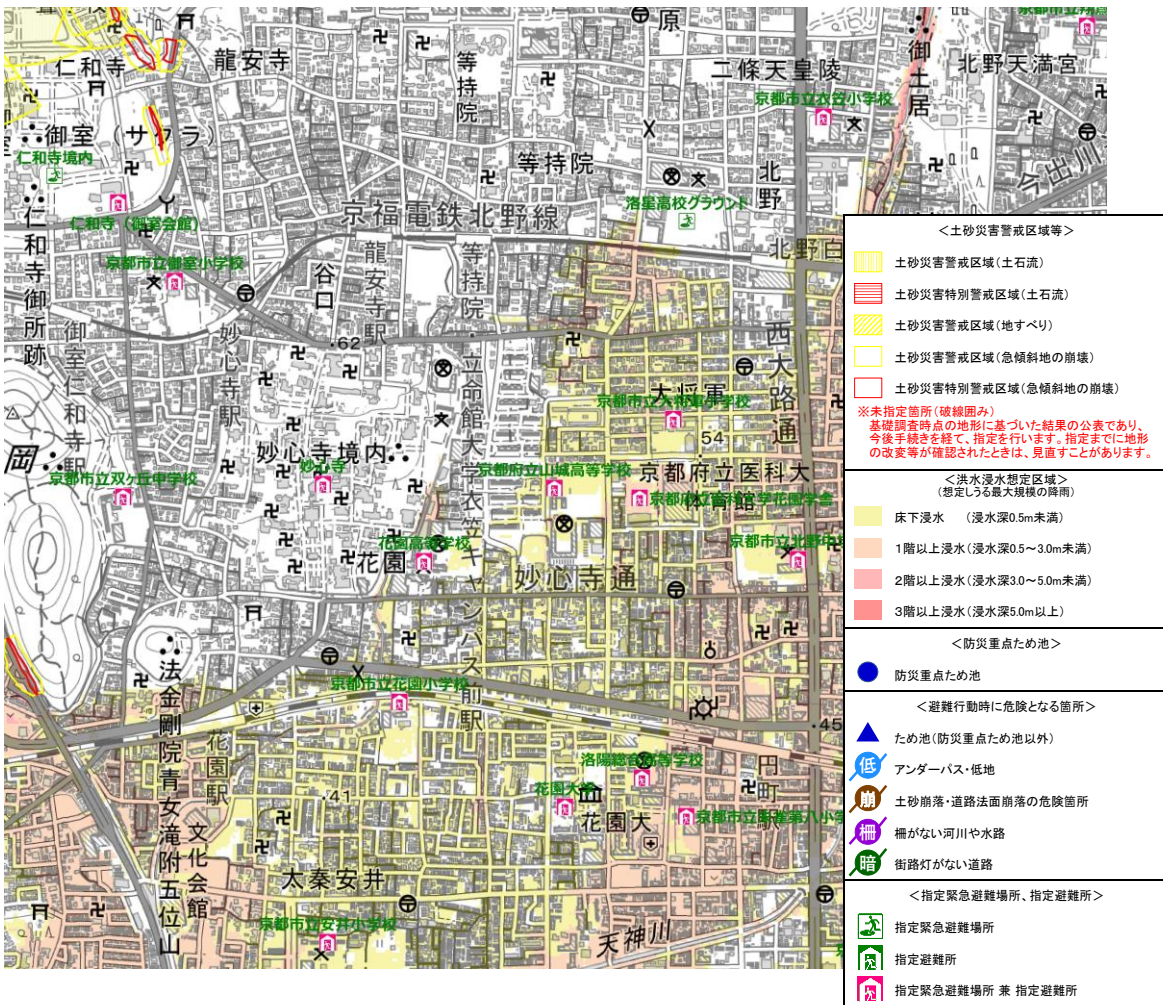 原
仁和寺
龍安寺
等持院
二條天皇陵
御土居
北野天満宮
京都市立衣笠小学校
御室(サクラ)
仁和寺境内
等持院
北野
今出川
仁和寺(御室会館)
京福電鉄北野線
洛星高校グラウンド
京都市立御室小学校
谷口
龍安寺駅
等持院・立命館大学衣笠キャンパス前駅
北野白
仁和寺御所跡
御室仁和寺駅
妙心寺駅
・62
西大路通
大将軍
京都市立大将軍小学校
・54
岡
妙心寺境内
妙心寺
京都府立山城高等学校
京都府立医科大
体育館
京都市立双ヶ丘中学校
花園高等学校
花園
妙心寺通
法金剛院青女滝附五位山
京都市立花園小学校
・45
花園駅
洛陽総合高等学校
円町駅
・41
花園大学
花園大
文化会館
太秦安井
京都市立安井小学校
天神川
<土砂災害警戒区域等>
土砂災害警戒区域(土石流)
土砂災害特別警戒区域(土石流)
土砂災害警戒区域(地すべり)
土砂災害警戒区域(急傾斜地の崩壊)
土砂災害特別警戒区域(急傾斜地の崩壊)
※未指定箇所(破線囲み)
基礎調査時点の地形に基づいた結果の公表であり、
今後手続きを経て、指定を行います。指定までに地形
の改変等が確認されたときは、見直すことがあります。
<洪水浸水想定区域>
(想定しうる最大規模の降雨)
床下浸水 (浸水深0.5m未満)
1階以上浸水(浸水深0.5～3.0m未満)
2階以上浸水(浸水深3.0～5.0m未満)
3階以上浸水(浸水深5.0m以上)
<防災重点ため池>
防災重点ため池
<避難行動時に危険となる箇所>
ため池(防災重点ため池以外)
低 アンダーパス・低地
崩 土砂崩落・道路法面崩落の危険箇所
柵 柵がない河川や水路
暗 街路灯がない道路
<指定緊急避難場所、指定避難所>
指定緊急避難場所
指定避難所
指定緊急避難場所 兼 指定避難所